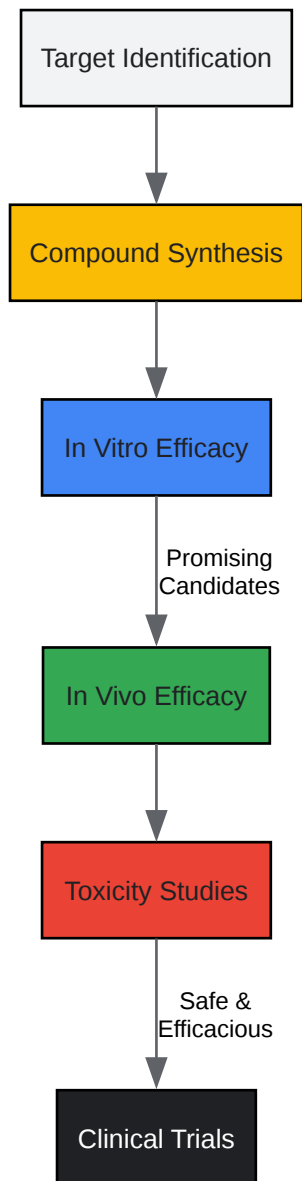 Target Identification
Compound Synthesis
In Vitro Efficacy
Promising
Candidates
In Vivo Efficacy
Toxicity Studies
Safe &
Efficacious
Clinical Trials